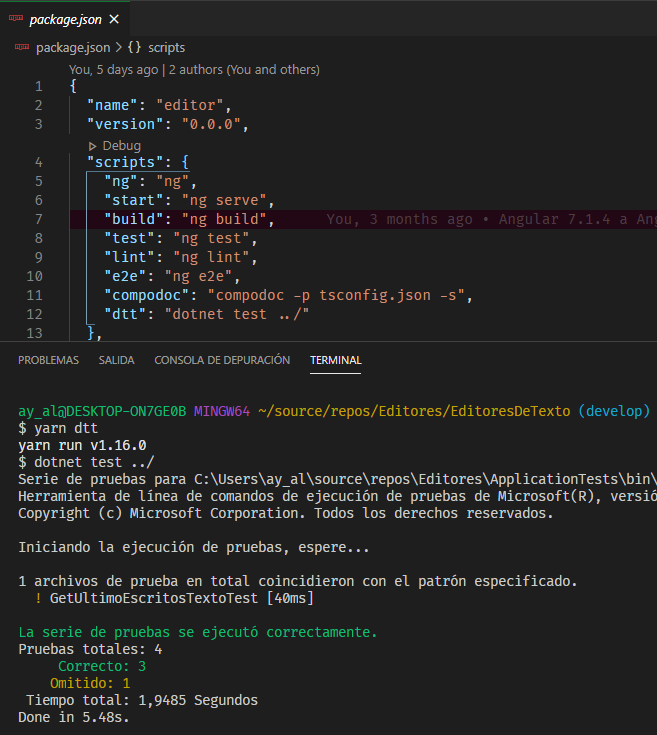 package.json ×
package.json > {} scripts
You, 5 days ago | 2 authors (You and others)
1 {
2 "name": "editor",
3 "version": "0.0.0",
Debug
4 "scripts": {
5 "ng": "ng",
6 "start": "ng serve",
7 "build": "ng build", You, 3 months ago • Angular 7.1.4 a Ang
8 "test": "ng test",
9 "lint": "ng lint",
10 "e2e": "ng e2e",
11 "compodoc": "compodoc -p tsconfig.json -s",
12 "dtt": "dotnet test ../"
13 },
PROBLEMAS SALIDA CONSOLA DE DEPURACIÓN TERMINAL
ay_al@DESKTOP-ON7GE0B MINGW64 ~/source/repos/Editores/EditoresDeTexto (develop)
$ yarn dtt
yarn run v1.16.0
$ dotnet test ../
Serie de pruebas para C:\Users\ay_al\source\repos\Editores\ApplicationTests\bin\
Herramienta de línea de comandos de ejecución de pruebas de Microsoft(R), versió
Copyright (c) Microsoft Corporation. Todos los derechos reservados.
Iniciando la ejecución de pruebas, espere...
1 archivos de prueba en total coincidieron con el patrón especificado.
! GetUltimoEscritosTextoTest [40ms]
La serie de pruebas se ejecutó correctamente.
Pruebas totales: 4
Correcto: 3
Omitido: 1
Tiempo total: 1,9485 Segundos
Done in 5.48s.